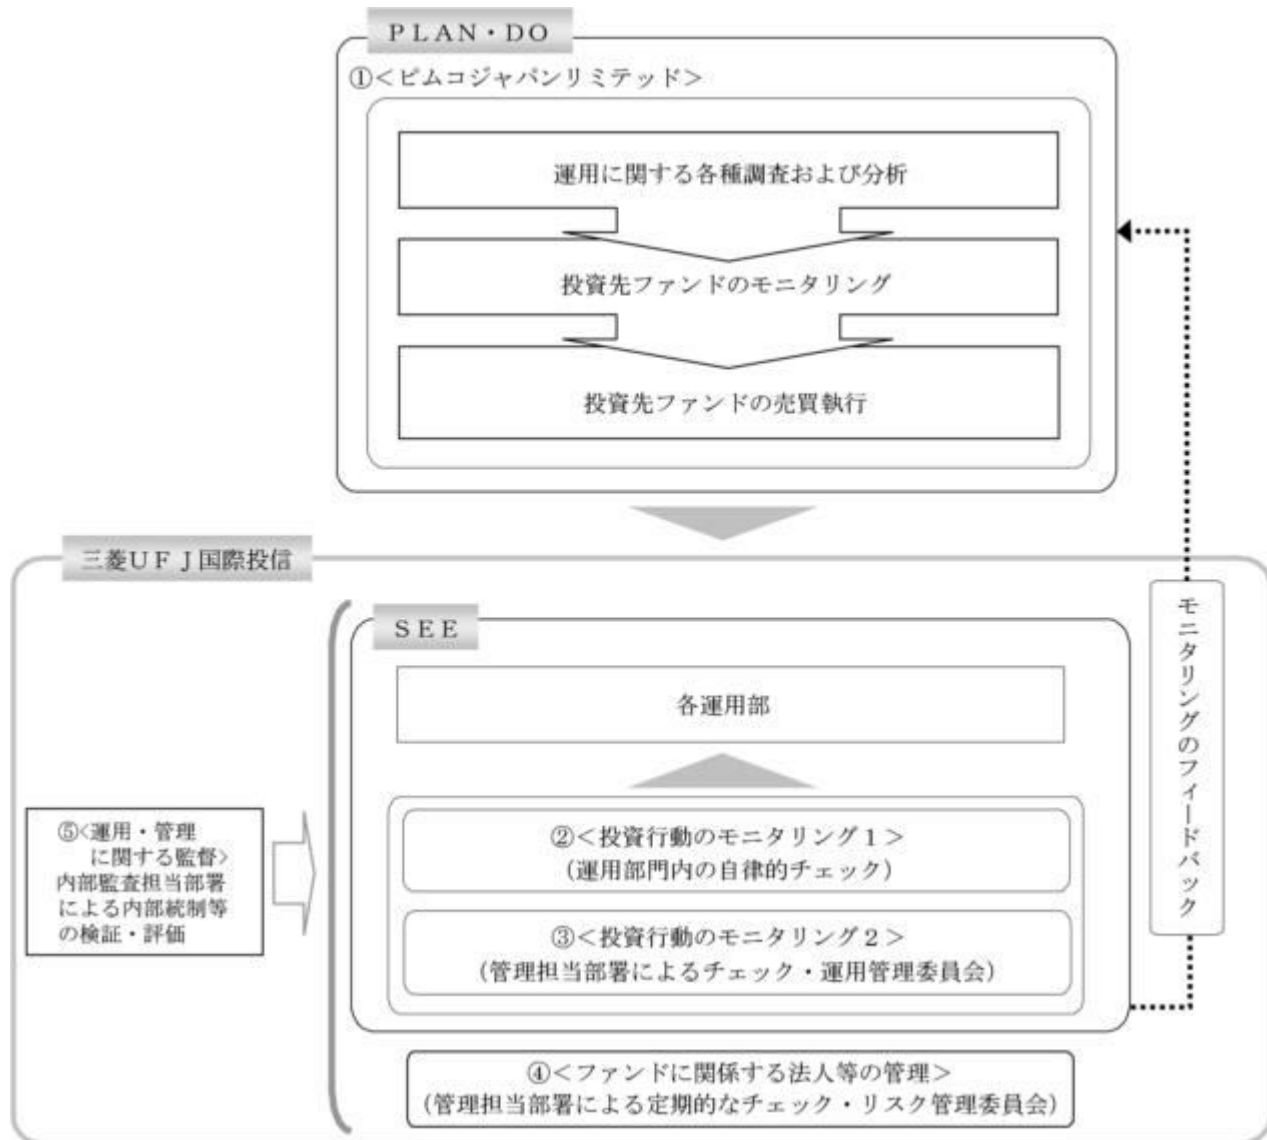 PLAN・DO
①＜ピムコジャパンリミテッド＞
運用に関する各種調査および分析
投資先ファンドのモニタリング
投資先ファンドの売買執行
三菱UFJ国際投信
SEE
各運用部
②＜投資行動のモニタリング１＞
（運用部門内の自律的チェック）
③＜投資行動のモニタリング２＞
（管理担当部署によるチェック・運用管理委員会）
④＜ファンドに関係する法人等の管理＞
（管理担当部署による定期的なチェック・リスク管理委員会）
⑤<運用・管理
に関する監督>
内部監査担当部署
による内部統制等
の検証・評価
モニタリングのフィードバック